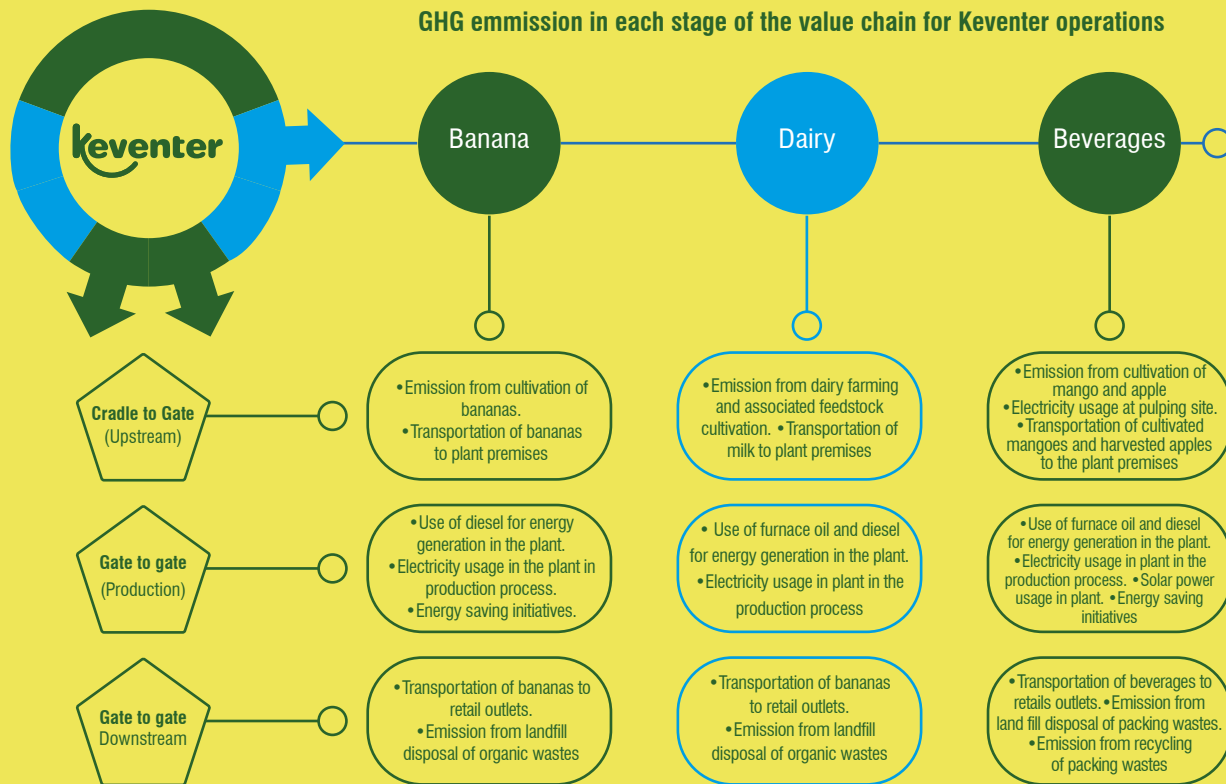 GHG emmission in each stage of the value chain for Keventer operations
keventer
Banana
Dairy
Beverages
Cradle to Gate
(Upstream)
•Emission from cultivation of
bananas.
•Transportation of bananas
to plant premises
•Emission from dairy farming
and associated feedstock
cultivation. •Transportation of
milk to plant premises
•Emission from cultivation of
mango and apple
•Electricity usage at pulping site.
•Transportation of cultivated
mangoes and harvested apples
to the plant premises
Gate to gate
(Production)
•Use of diesel for energy
generation in the plant.
•Electricity usage in the plant in
production process.
•Energy saving initiatives.
• Use of furnace oil and diesel
for energy generation in the plant.
•Electricity usage in plant in the
production process
•Use of furnace oil and diesel
for energy generation in the plant.
•Electricity usage in plant in the
production process. •Solar power
usage in plant. •Energy saving
initiatives
Gate to gate
Downstream
•Transportation of bananas to
retail outlets.
•Emission from landfill
disposal of organic wastes
•Transportation of bananas
to retail outlets.
•Emission from landfill
disposal of organic wastes
•Transportation of beverages to
retails outlets. •Emission from
land fill disposal of packing wastes.
•Emission from recycling
of packing wastes